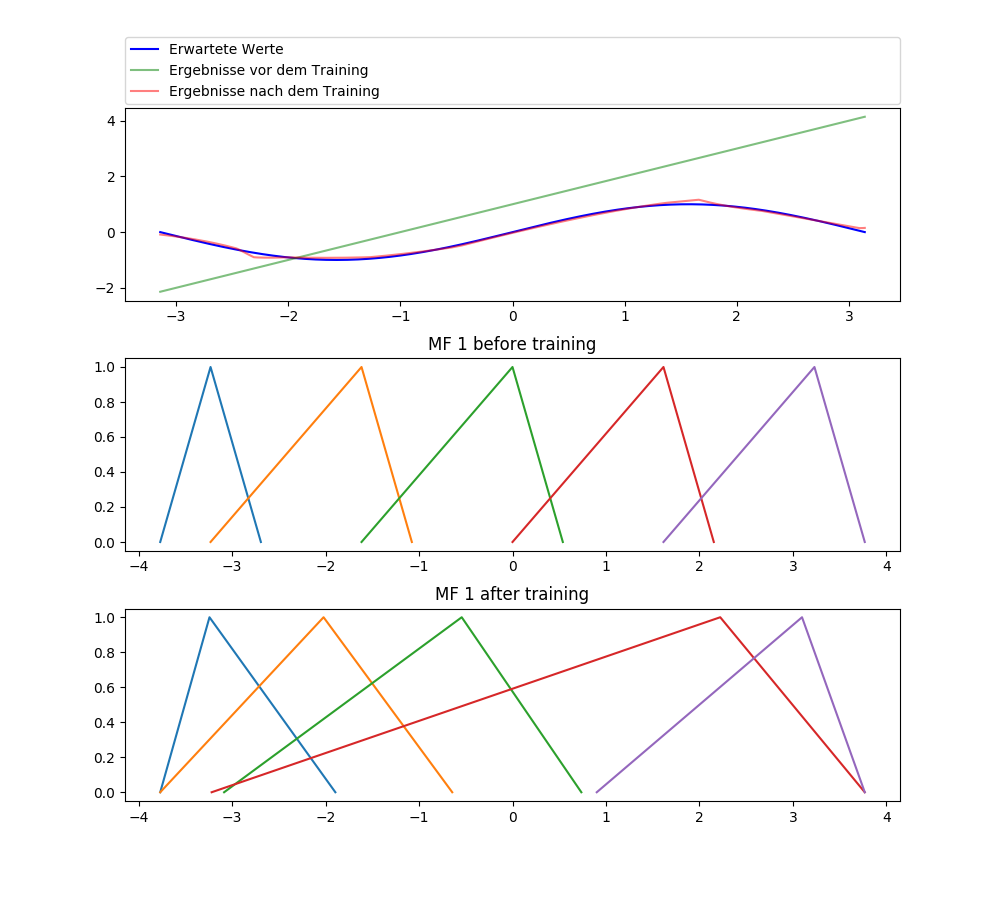 Erwartete Werte
Ergebnisse vor dem Training
Ergebnisse nach dem Training
4
2
0
−2
−3 −2 −1 0 1 2 3
MF 1 before training
1.0
0.8
0.6
0.4
0.2
0.0
−4 −3 −2 −1 0 1 2 3 4
MF 1 after training
1.0
0.8
0.6
0.4
0.2
0.0
−4 −3 −2 −1 0 1 2 3 4